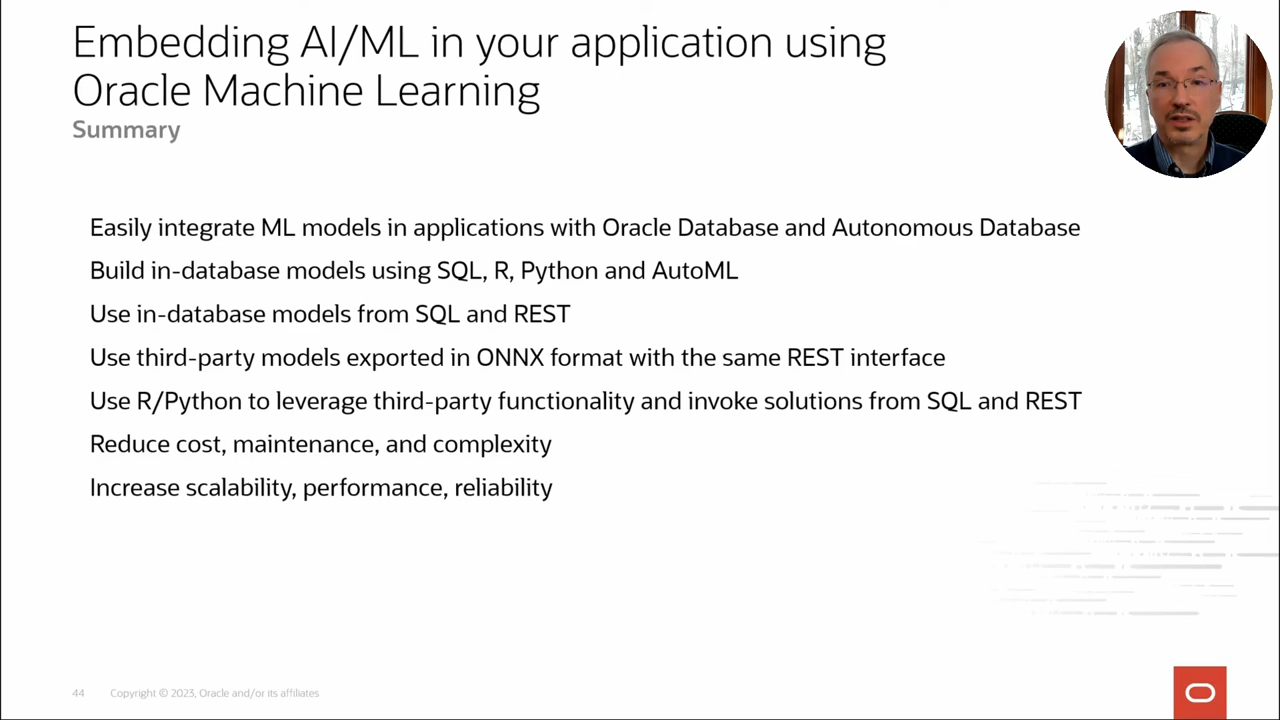 Embedding AI/ML in your application using
Oracle Machine Learning
Summary
Easily integrate ML models in applications with Oracle Database and Autonomous Database
Build in-database models using SQL, R, Python and AutoML
Use in-database models from SQL and REST
Use third-party models exported in ONNX format with the same REST interface
Use R/Python to leverage third-party functionality and invoke solutions from SQL and REST
Reduce cost, maintenance, and complexity
Increase scalability, performance, reliability
44 Copyright © 2023, Oracle and/or its affiliates